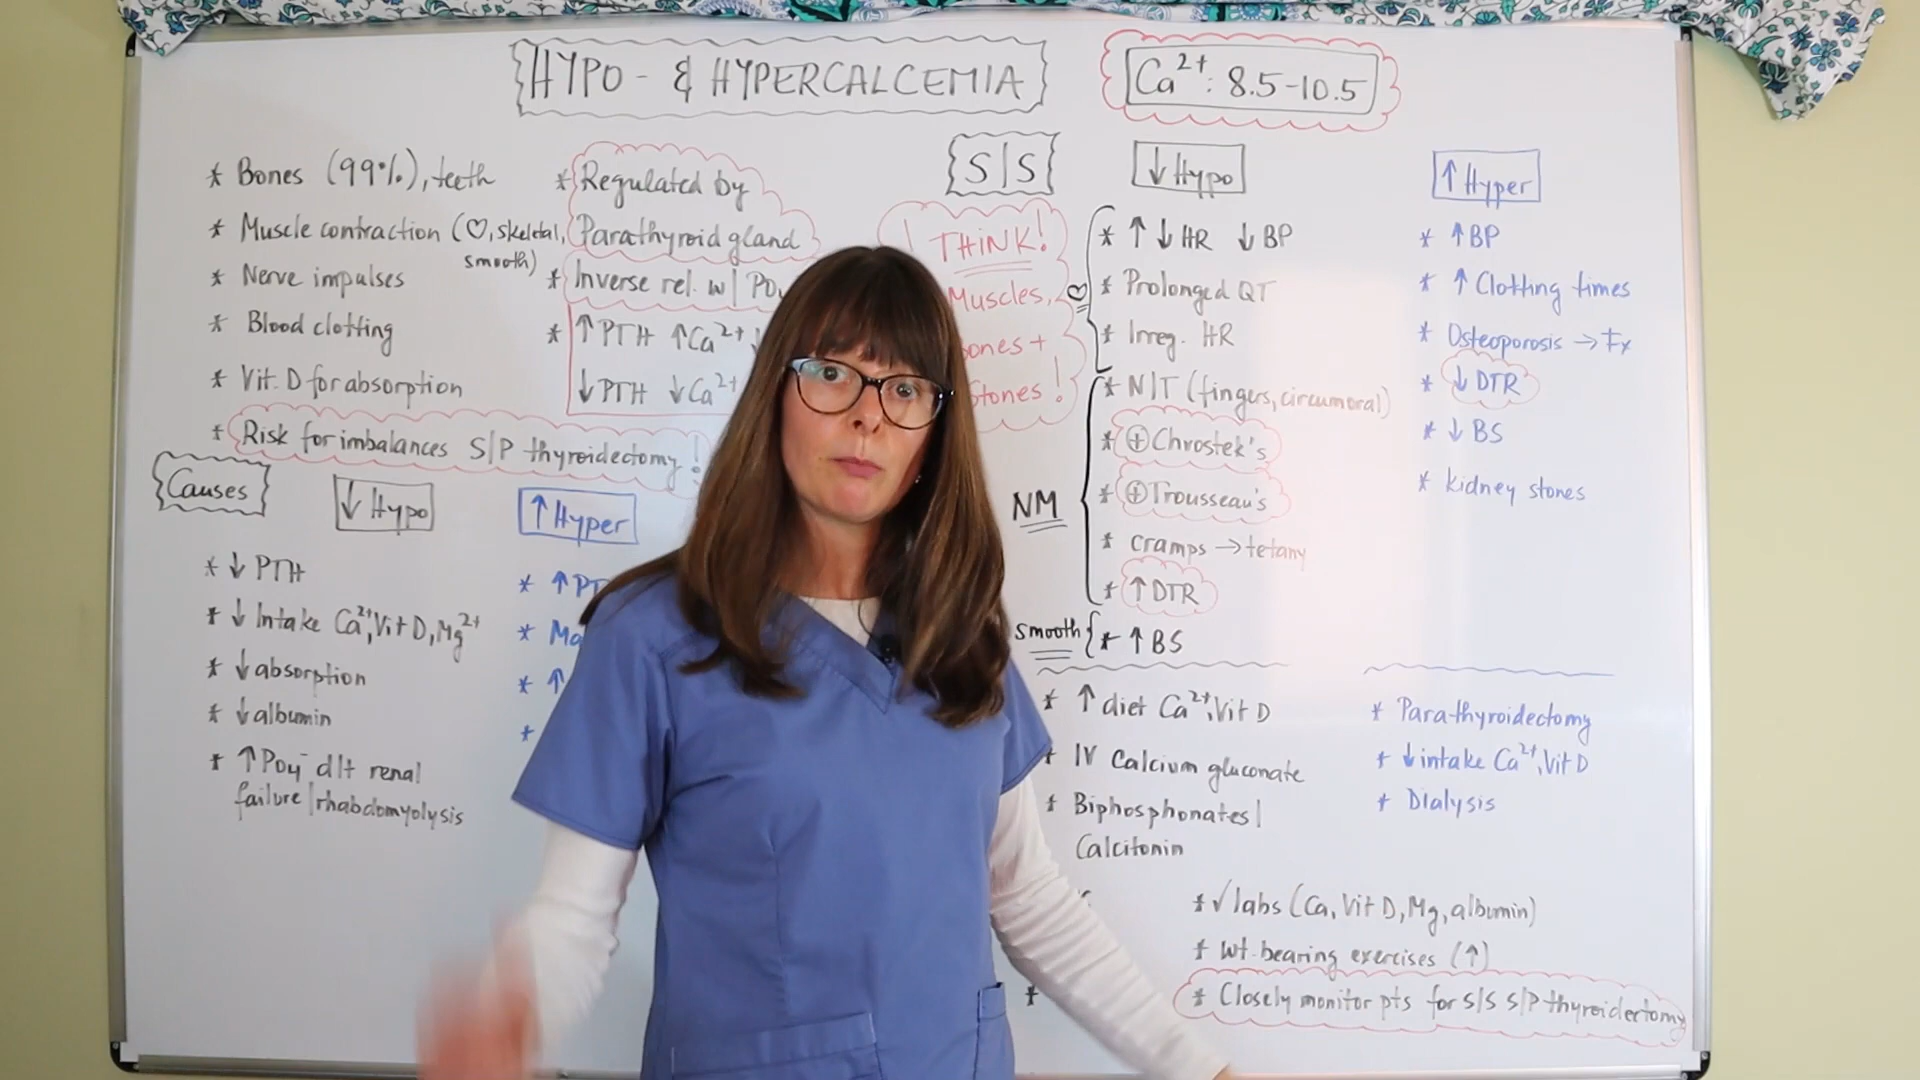 HYPO- & HYPERCALCEMIA
Ca²⁺: 8.5-10.5
* Bones (99%), teeth
* Muscle contraction (♡, skeletal,
smooth)
* Nerve impulses
* Blood clotting
* Vit. D for absorption
* Risk for imbalances S/P thyroidectomy!
* Regulated by
Parathyroid gland
* Inverse rel. w/ PO
* ↑PTH ↑Ca²⁺
↓PTH ↓Ca²⁺
Causes
↓Hypo
* ↓ PTH
* ↓ Intake Ca²⁺, Vit D, Mg²⁺
* ↓ absorption
* ↓ albumin
* ↑ PO4⁻ d/t renal
failure/rhabdomyolysis
↑Hyper
* ↑PT
* Ma
* ↑
*
S/S
THINK!
Muscles,
ones +
Stones!
↓Hypo
♡
* ↑↓ HR ↓ BP
* Prolonged QT
* Irreg. HR
NM
* N/T (fingers, circumoral)
* ⊕Chrostek's
* ⊕Trousseau's
* cramps → tetany
* ↑ DTR
smooth { * ↑ BS
* ↑ diet Ca²⁺, Vit D
* IV Calcium gluconate
* Biphosphonates/
Calcitonin
↑Hyper
* ↑BP
* ↑ Clotting times
* Osteoporosis → Fx
* ↓ DTR
* ↓ BS
* kidney stones
* Parathyroidectomy
* ↓ intake Ca²⁺, Vit D
* Dialysis
* √ labs (Ca, Vit D, Mg, albumin)
* Wt. bearing exercises (↑)
* Closely monitor pts for S/S S/P thyroidectomy